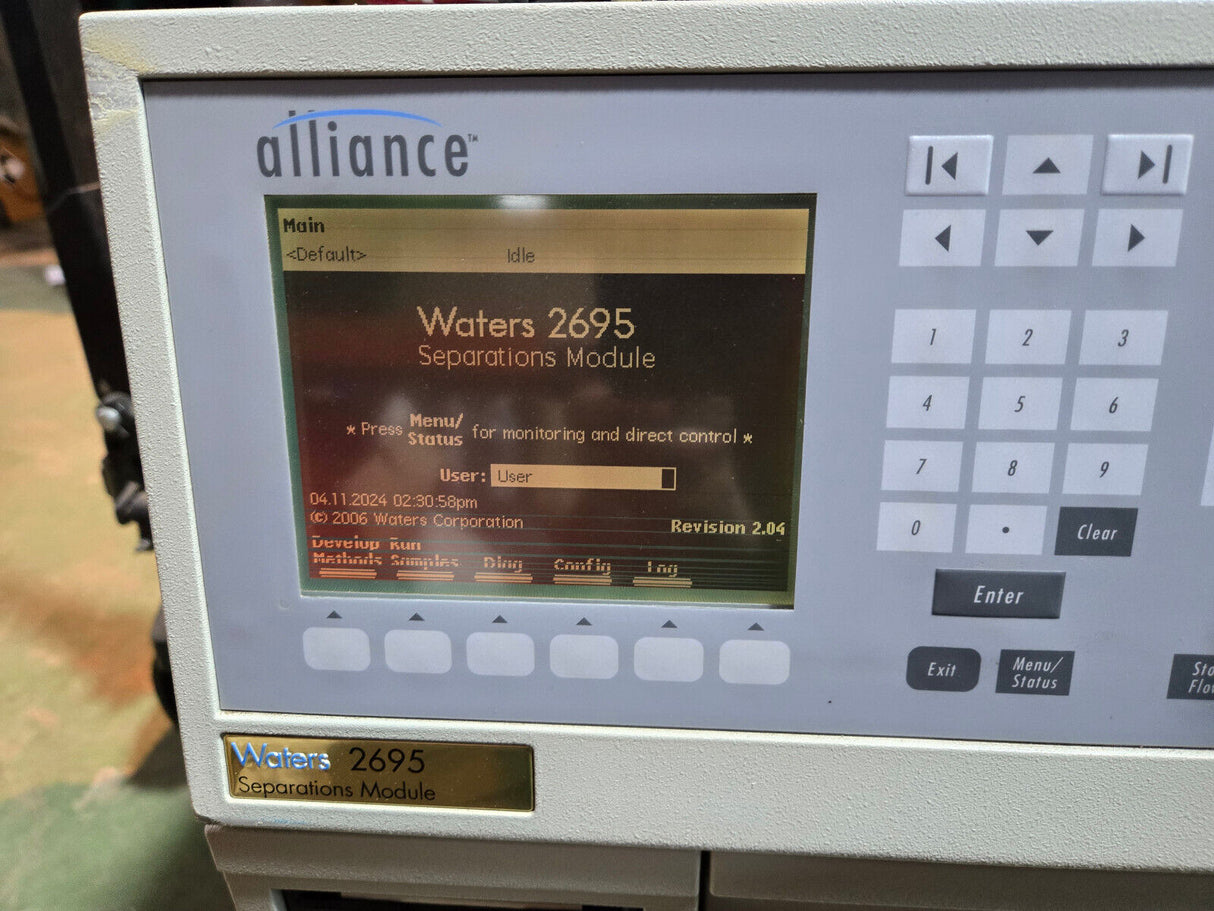 alliance™
Main
<Default> Idle
Waters 2695
Separations Module
* Press Menu/Status for monitoring and direct control *
User: User
04.11.2024 02:30:58pm
© 2006 Waters Corporation
Revision 2.04
Develop Methods Run Samples Diag Config Log
1 2 3
4 5 6
7 8 9
0 • Clear
Enter
Exit Menu/Status
Waters 2695
Separations Module